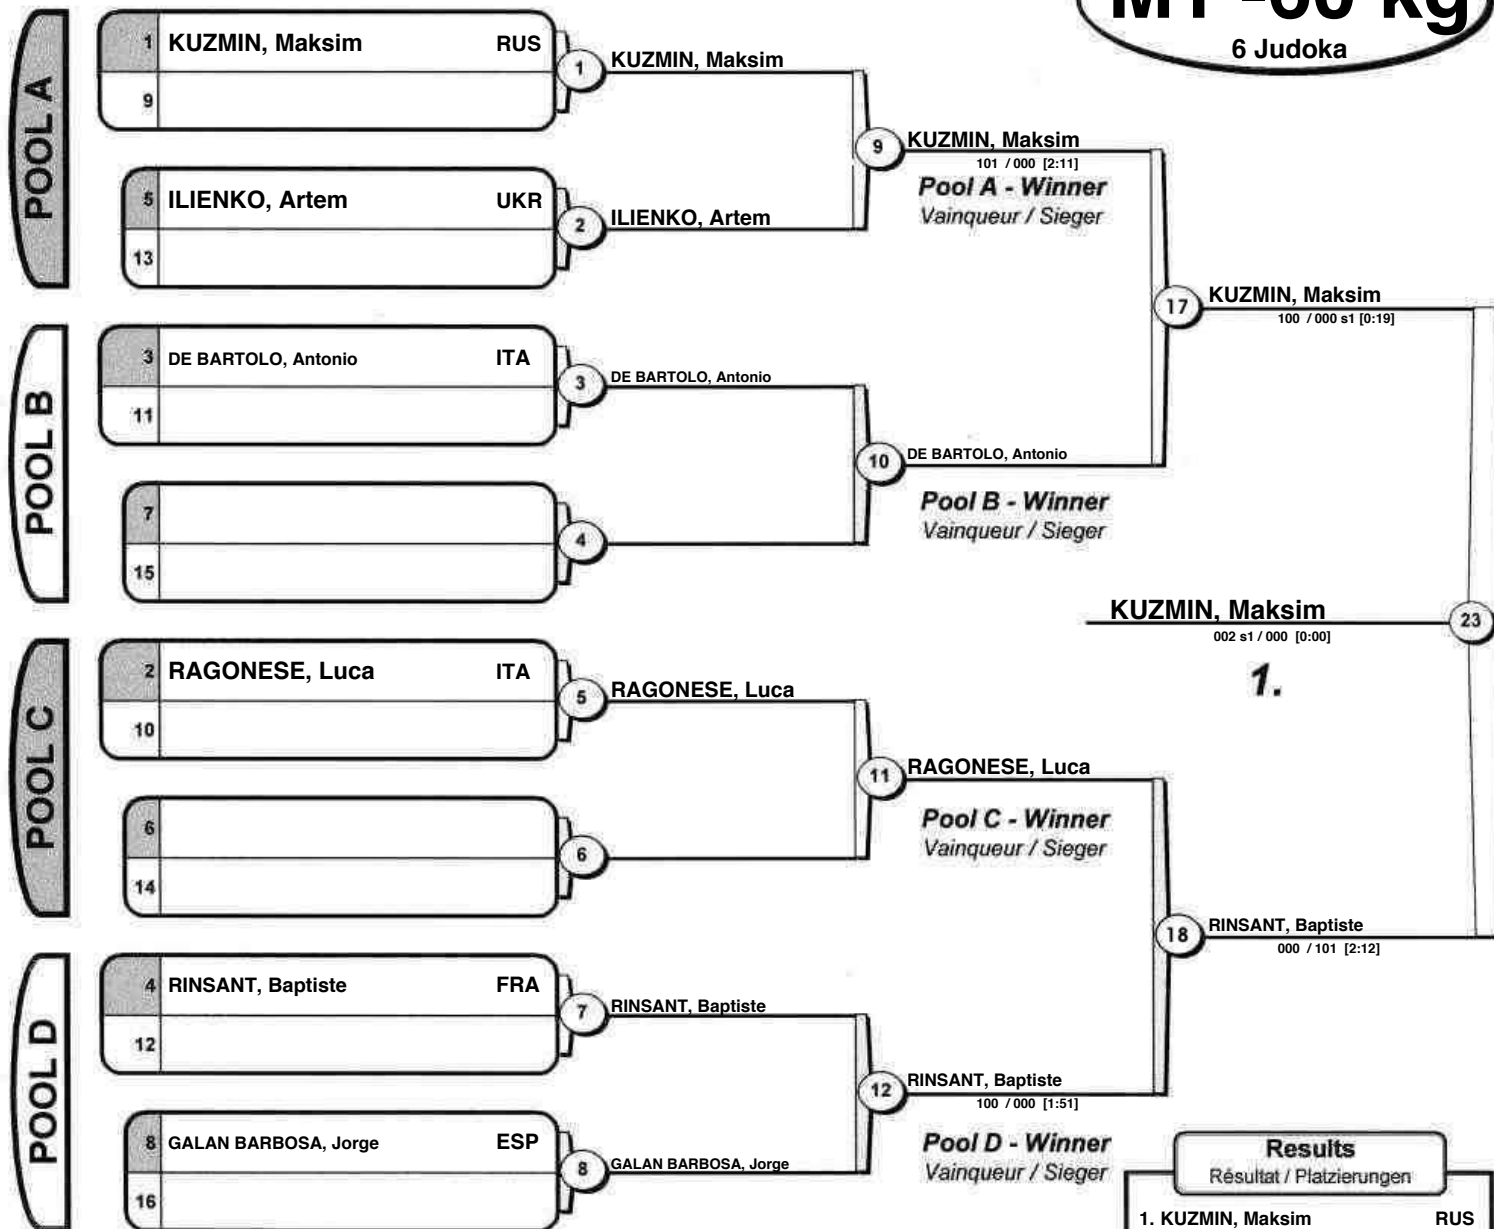 M1 -60 kg
6 Judoka
POOL A
1 KUZMIN, Maksim RUS
9
1 KUZMIN, Maksim
5 ILIENKO, Artem UKR
13
2 ILIENKO, Artem
9 KUZMIN, Maksim
101 / 000 [2:11]
Pool A - Winner
Vainqueur / Sieger
POOL B
3 DE BARTOLO, Antonio ITA
11
3 DE BARTOLO, Antonio
7
15
4
10 DE BARTOLO, Antonio
Pool B - Winner
Vainqueur / Sieger
17 KUZMIN, Maksim
100 / 000 s1 [0:19]
KUZMIN, Maksim 23
002 s1 / 000 [0:00]
1.
POOL C
2 RAGONESE, Luca ITA
10
5 RAGONESE, Luca
6
14
6
11 RAGONESE, Luca
Pool C - Winner
Vainqueur / Sieger
18 RINSANT, Baptiste
000 / 101 [2:12]
POOL D
4 RINSANT, Baptiste FRA
12
7 RINSANT, Baptiste
8 GALAN BARBOSA, Jorge ESP
16
8 GALAN BARBOSA, Jorge
12 RINSANT, Baptiste
100 / 000 [1:51]
Pool D - Winner
Vainqueur / Sieger
Results
Résultat / Platzierungen
1. KUZMIN, Maksim RUS